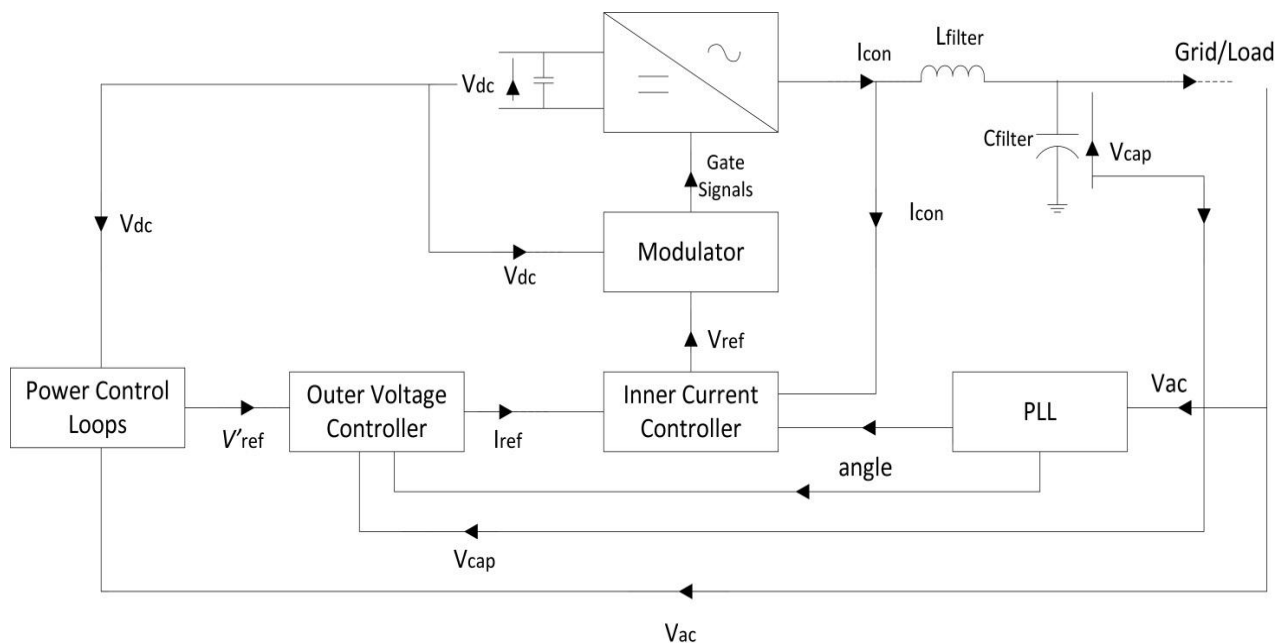 Icon
Lfilter
Grid/Load
Vdc
Cfilter
Vcap
Gate
Signals
Icon
Vdc
Modulator
Vdc
Vref
Power Control
Loops
Outer Voltage
Controller
Inner Current
Controller
PLL
Vac
V'ref
Iref
angle
Vcap
Vac